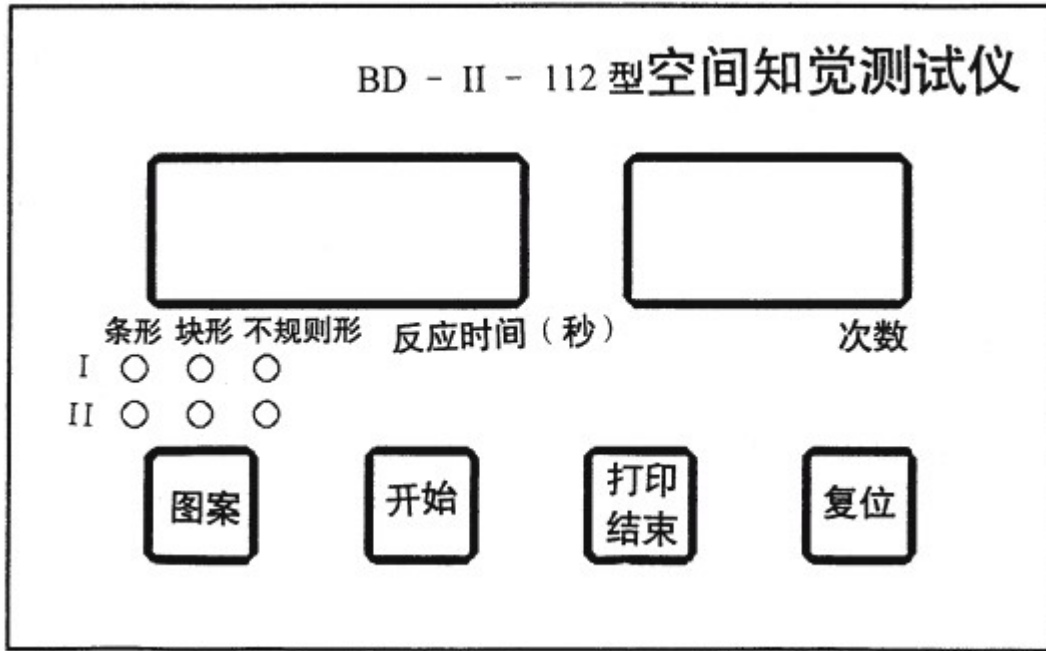 BD - II - 112 型空间知觉测试仪
条形 块形 不规则形 反应时间（秒） 次数
I
II
图案 开始 打印结束 复位